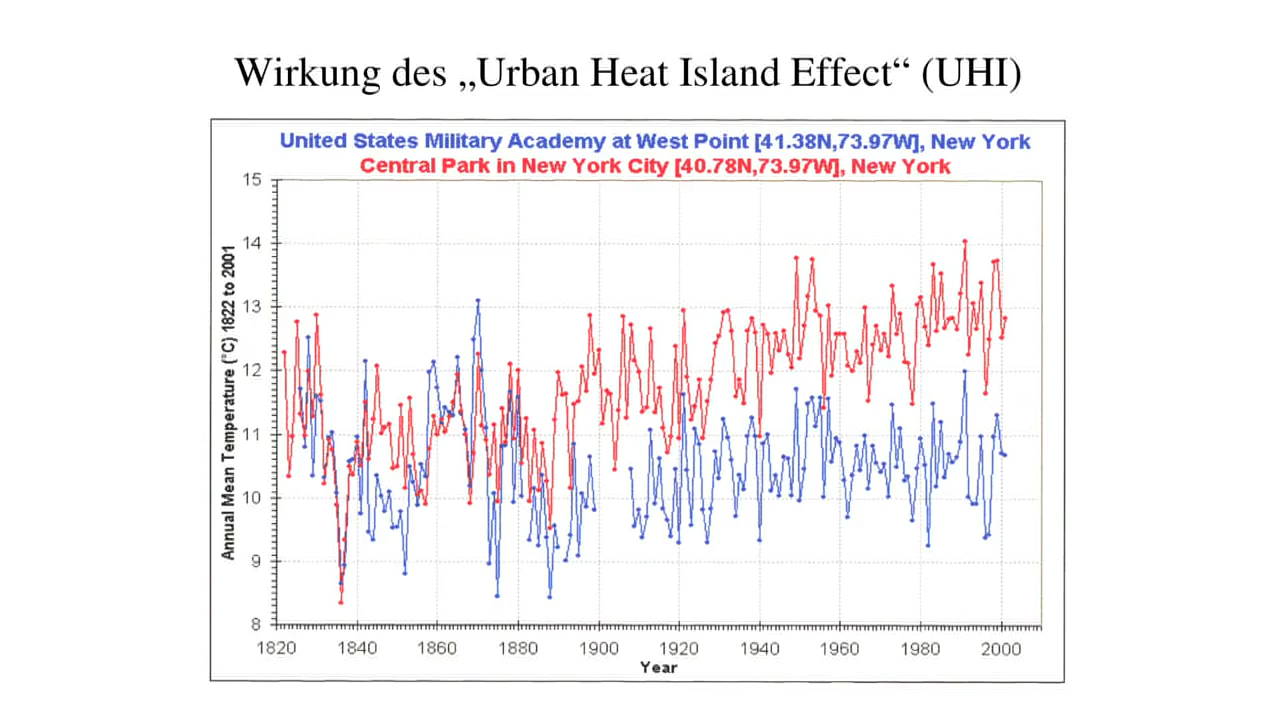 Wirkung des „Urban Heat Island Effect“ (UHI)
United States Military Academy at West Point [41.38N,73.97W], New York
Central Park in New York City [40.78N,73.97W], New York
15
14
13
12
11
10
9
8
Annual Mean Temperature (°C) 1822 to 2001
1820 1840 1860 1880 1900 1920 1940 1960 1980 2000
Year